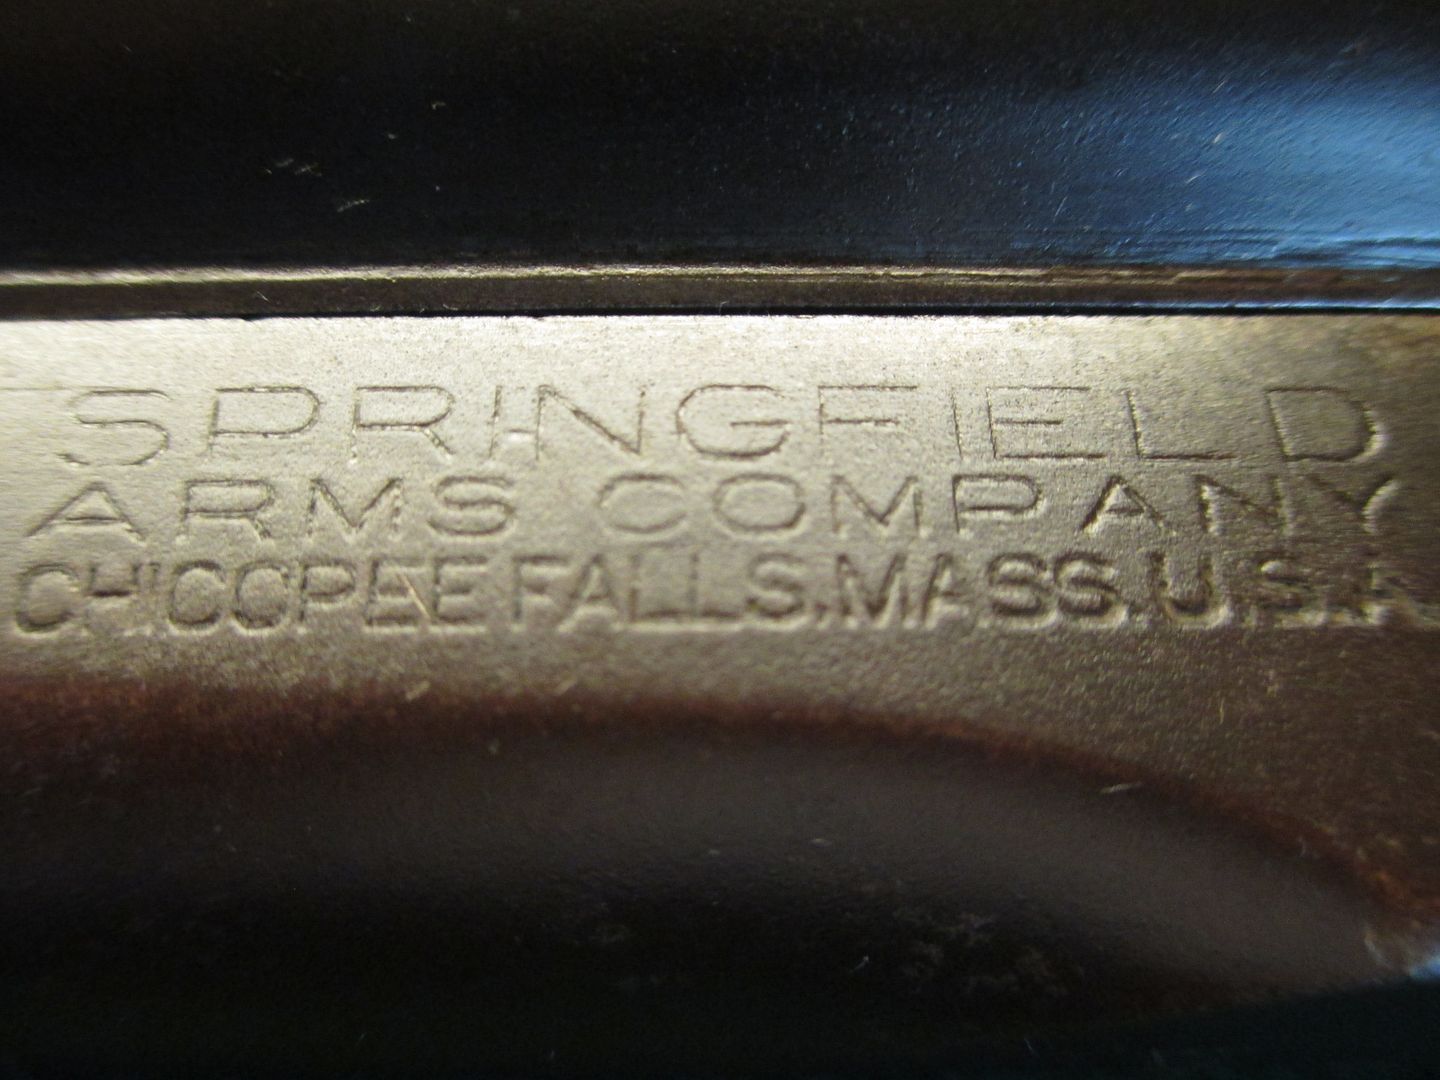 SPRINGFIELD
ARMS COMPANY
CHICOPEE FALLS, MASS. U.S.A